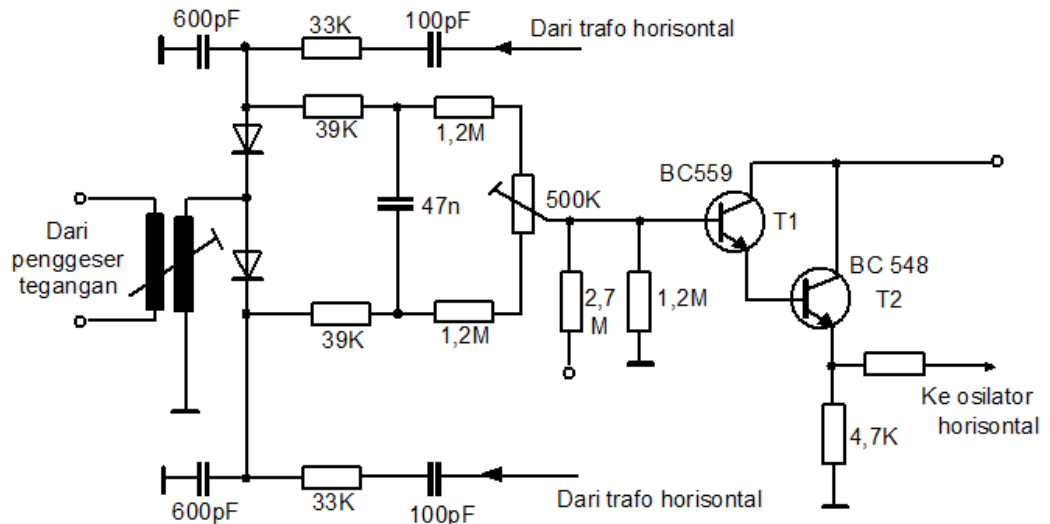 600pF
33K
100pF
Dari trafo horisontal
39K
1,2M
BC559
47n
500K
T1
Dari
penggeser
tegangan
BC 548
T2
2,7
M
1,2M
39K
1,2M
Ke osilator
horisontal
4,7K
600pF
33K
100pF
Dari trafo horisontal